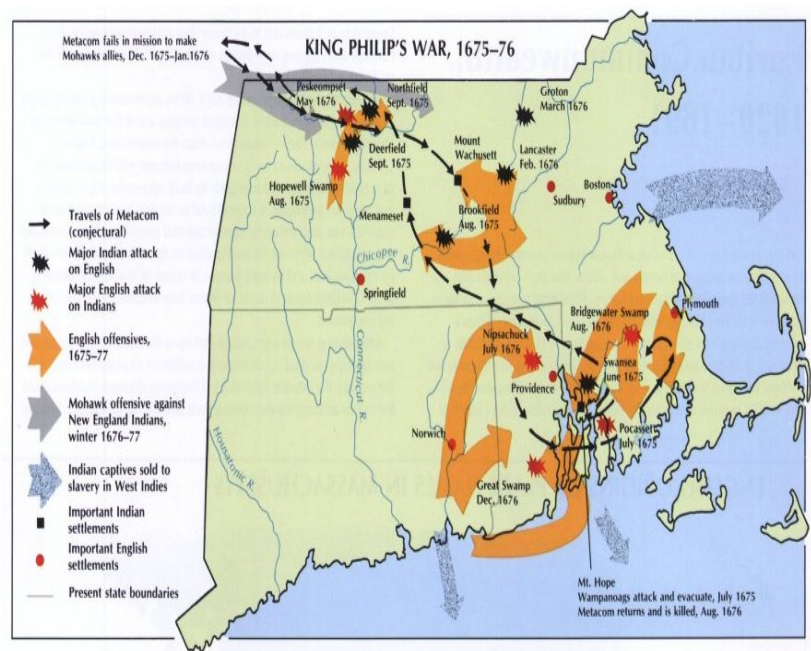 KING PHILIP'S WAR, 1675–76
Metacom fails in mission to make
Mohawks allies, Dec. 1675–Jan.1676
Peskeompsel
May 1676
Northfield
Sept. 1675
Groton
March 1676
Deerfield
Sept. 1675
Mount
Wachusett
Lancaster
Feb. 1676
Sudbury
Boston
Hopewell Swamp
Aug. 1675
Menameset
Brookfield
Aug. 1675
Chicopee R.
Springfield
Bridgewater Swamp
Aug. 1676
Plymouth
Nipsachuck
July 1676
Swansea
June 1675
Providence
Connecticut R.
Housatonic R.
Norwich
Pocasset
July 1675
Great Swamp
Dec, 1676
Mt. Hope
Wampanoags attack and evacuate, July 1675
Metacom returns and is killed, Aug. 1676
Travels of Metacom
(conjectural)
Major Indian attack
on English
Major English attack
on Indians
English offensives,
1675–77
Mohawk offensive against
New England Indians,
winter 1676–77
Indian captives sold to
slavery in West Indies
Important Indian
settlements
Important English
settlements
Present state boundaries